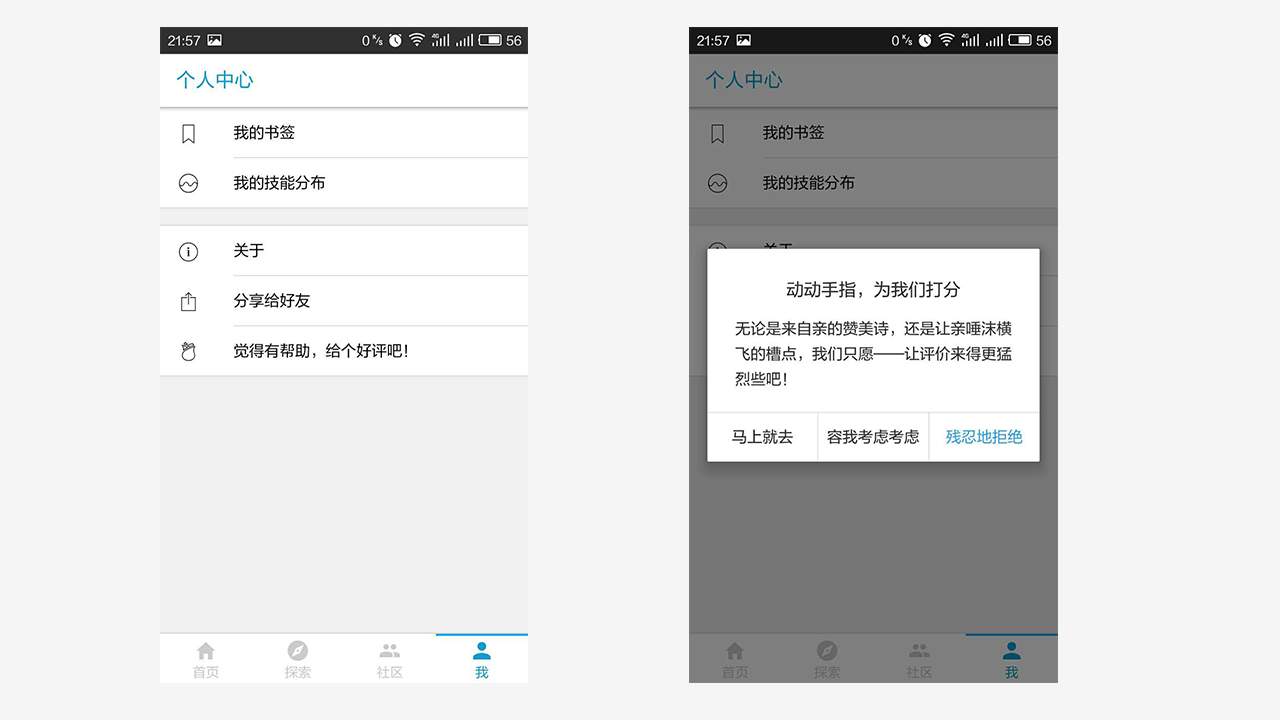 21:57
0 K/s 4G 56
个人中心
我的书签
我的技能分布
关于
分享给好友
觉得有帮助，给个好评吧！
首页
探索
社区
我
21:57
0 K/s 4G 56
个人中心
我的书签
我的技能分布
关于
动动手指，为我们打分
无论是来自亲的赞美诗，还是让亲唾沫横
飞的槽点，我们只愿——让评价来得更猛
烈些吧！
马上就去
容我考虑考虑
残忍地拒绝
首页
探索
社区
我